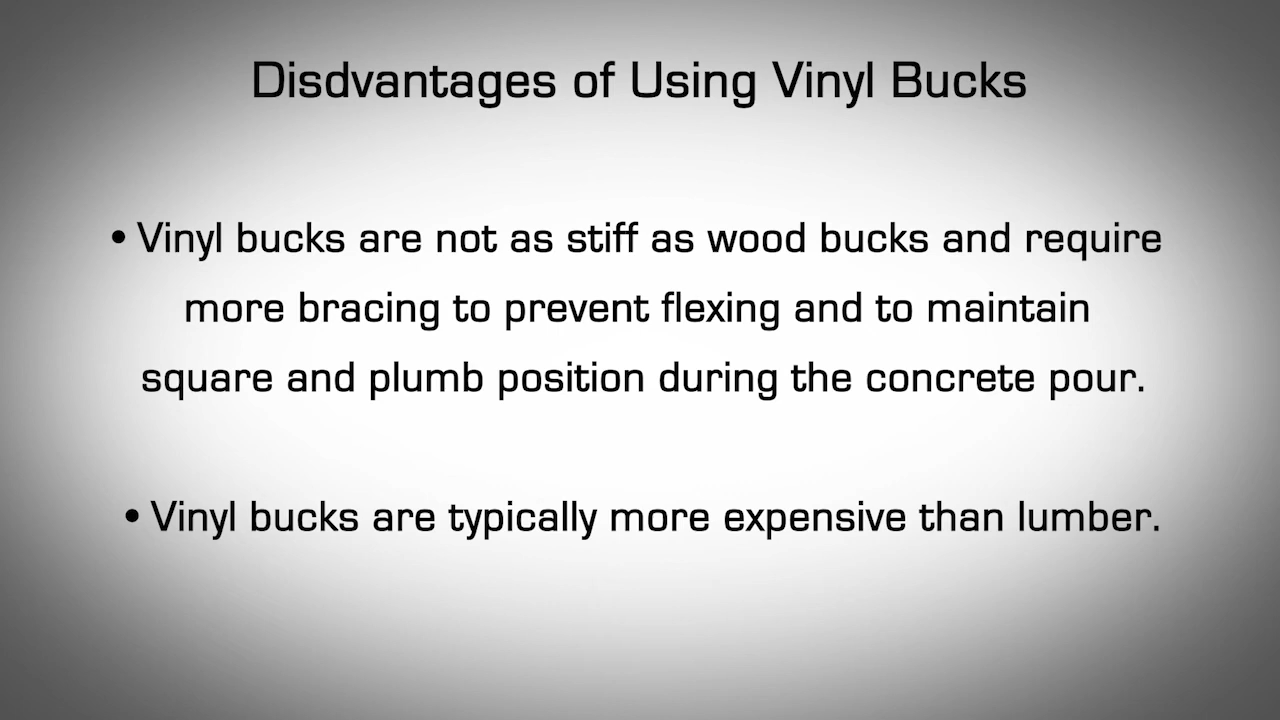 Disdvantages of Using Vinyl Bucks
• Vinyl bucks are not as stiff as wood bucks and require
more bracing to prevent flexing and to maintain
square and plumb position during the concrete pour.
• Vinyl bucks are typically more expensive than lumber.